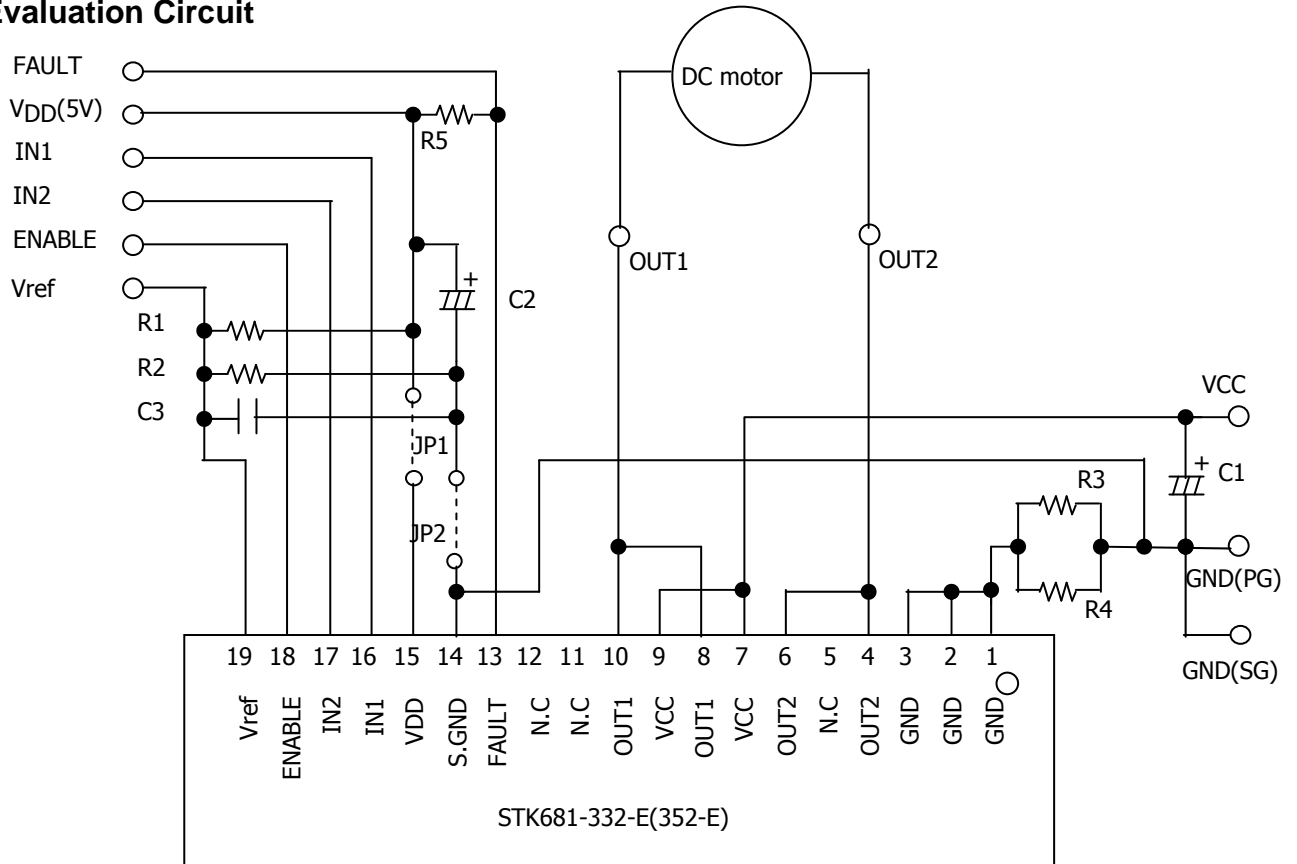 Evaluation Circuit
FAULT
VDD(5V)
IN1
IN2
ENABLE
Vref
R1
R2
C3
R5
+
C2
JP1
JP2
DC motor
OUT1
OUT2
VCC
+
C1
R3
R4
GND(PG)
GND(SG)
19 18 17 16 15 14 13 12 11 10 9 8 7 6 5 4 3 2 1
Vref
ENABLE
IN2
IN1
VDD
S.GND
FAULT
N.C
N.C
OUT1
VCC
OUT1
VCC
OUT2
N.C
OUT2
GND
GND
GND
STK681-332-E(352-E)